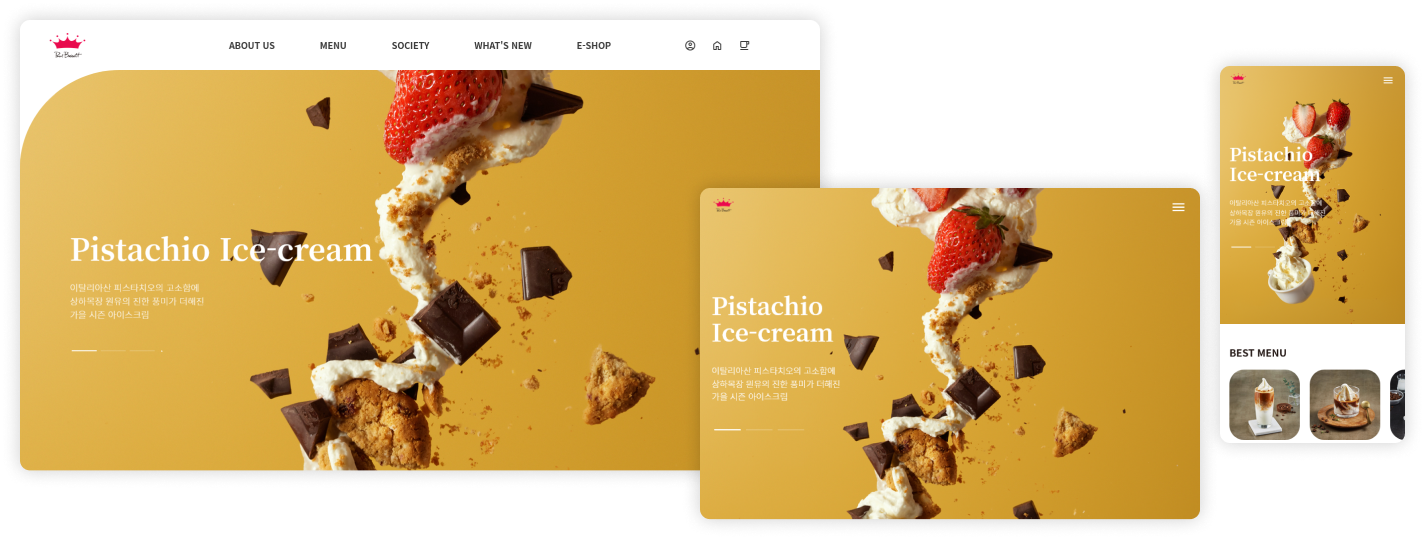 Paul Bassett
ABOUT US
MENU
SOCIETY
WHAT'S NEW
E-SHOP
Pistachio Ice-cream
이탈리아산 피스타치오의 고소함에
상하목장 원유의 진한 풍미가 더해진
가을 시즌 아이스크림
Pistachio
Ice-cream
이탈리아산 피스타치오의 고소함에
상하목장 원유의 진한 풍미가 더해진
가을 시즌 아이스크림
Pistachio
Ice-cream
이탈리아산 피스타치오의 고소함에
상하목장 원유의 진한 풍미가 더해진
가을 시즌 아이스크림
BEST MENU